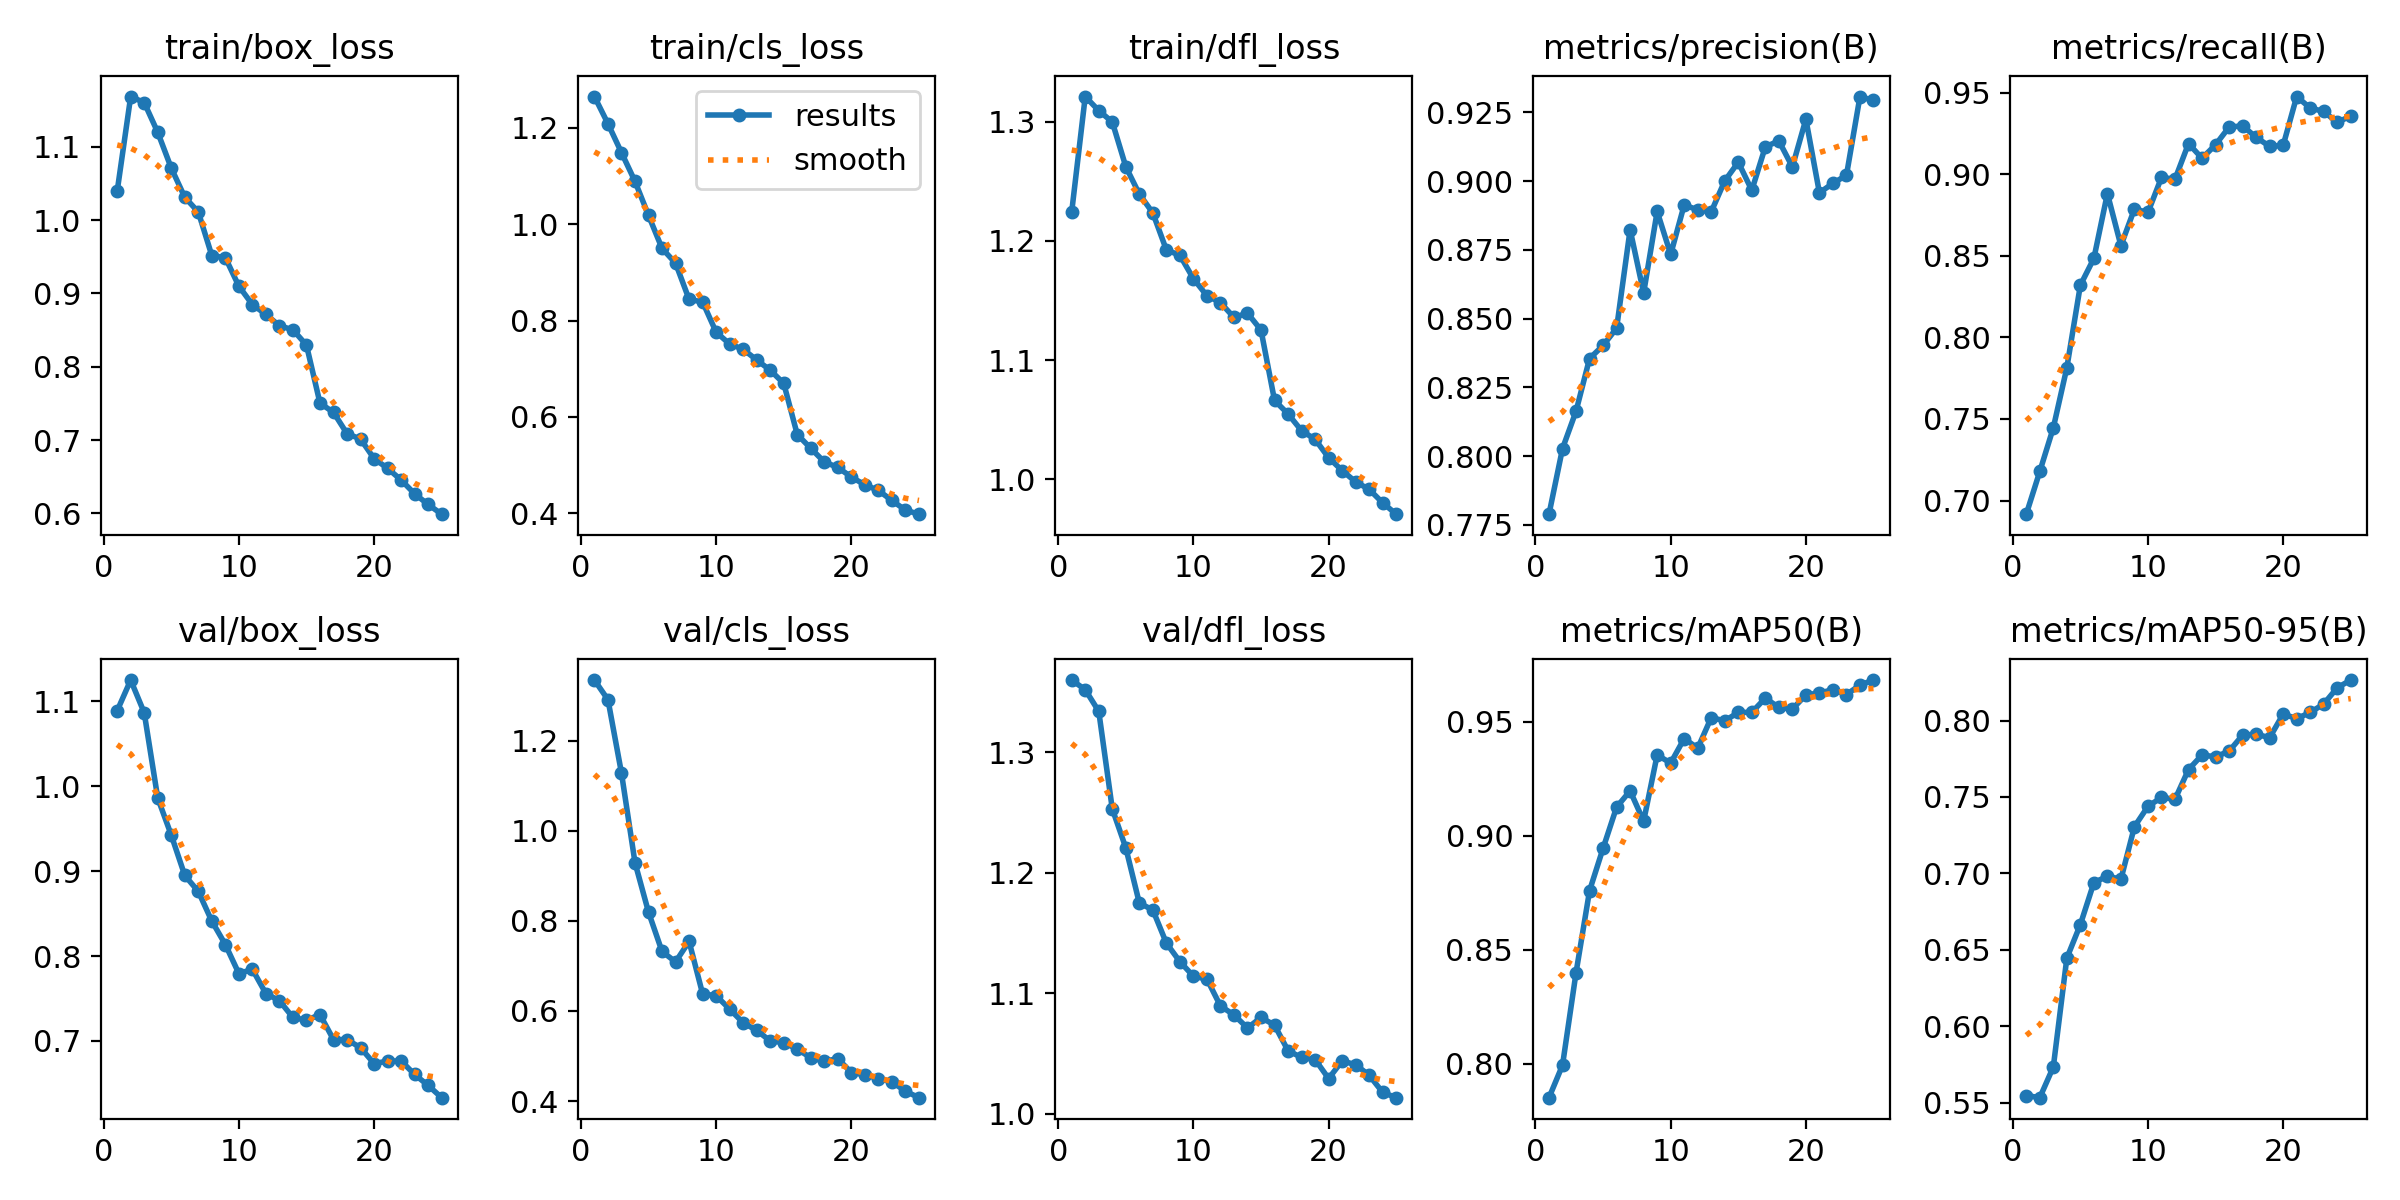 train/box_loss
1.1
1.0
0.9
0.8
0.7
0.6
0 10 20
train/cls_loss
results
smooth
1.2
1.0
0.8
0.6
0.4
0 10 20
train/dfl_loss
1.3
1.2
1.1
1.0
0 10 20
metrics/precision(B)
0.925
0.900
0.875
0.850
0.825
0.800
0.775
0 10 20
metrics/recall(B)
0.95
0.90
0.85
0.80
0.75
0.70
0 10 20
val/box_loss
1.1
1.0
0.9
0.8
0.7
0 10 20
val/cls_loss
1.2
1.0
0.8
0.6
0.4
0 10 20
val/dfl_loss
1.3
1.2
1.1
1.0
0 10 20
metrics/mAP50(B)
0.95
0.90
0.85
0.80
0 10 20
metrics/mAP50-95(B)
0.80
0.75
0.70
0.65
0.60
0.55
0 10 20